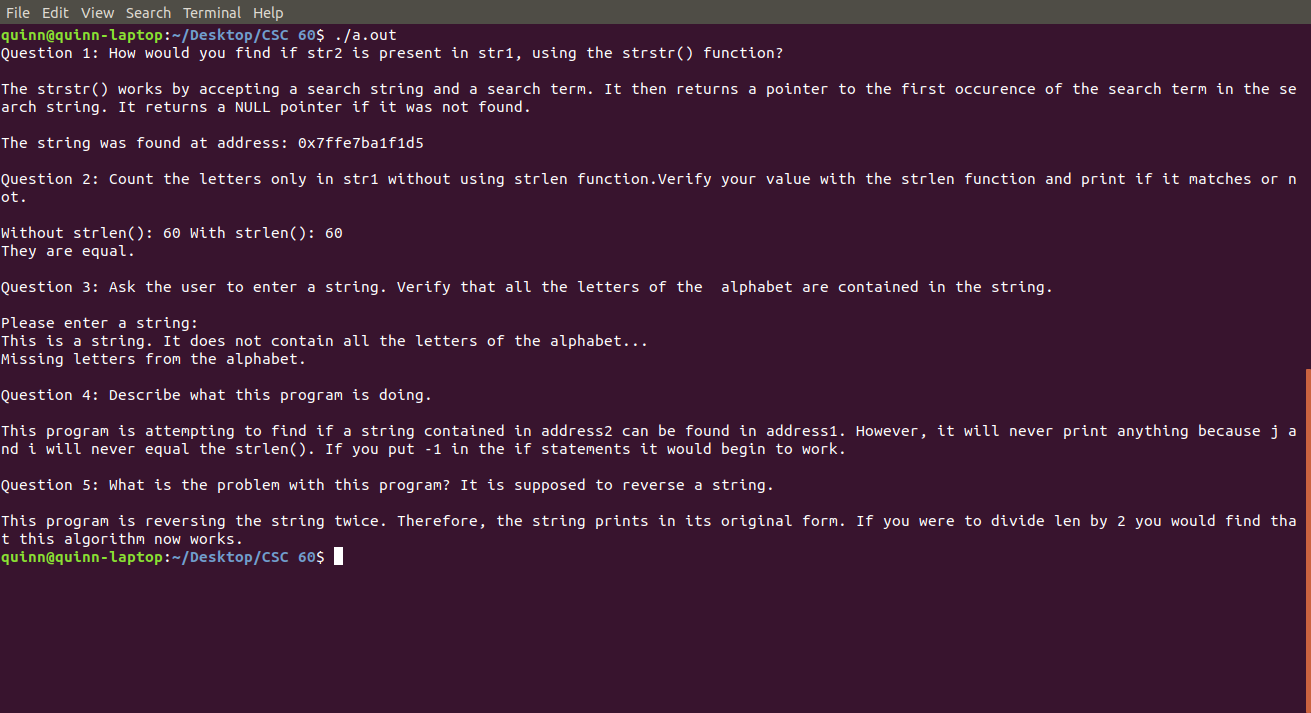 File Edit View Search Terminal Help
quinn@quinn-laptop:~/Desktop/CSC 60$ ./a.out
Question 1: How would you find if str2 is present in str1, using the strstr() function?
The strstr() works by accepting a search string and a search term. It then returns a pointer to the first occurence of the search term in the se
arch string. It returns a NULL pointer if it was not found.
The string was found at address: 0x7ffe7ba1f1d5
Question 2: Count the letters only in str1 without using strlen function.Verify your value with the strlen function and print if it matches or n
ot.
Without strlen(): 60 With strlen(): 60
They are equal.
Question 3: Ask the user to enter a string. Verify that all the letters of the  alphabet are contained in the string.
Please enter a string:
This is a string. It does not contain all the letters of the alphabet...
Missing letters from the alphabet.
Question 4: Describe what this program is doing.
This program is attempting to find if a string contained in address2 can be found in address1. However, it will never print anything because j a
nd i will never equal the strlen(). If you put -1 in the if statements it would begin to work.
Question 5: What is the problem with this program? It is supposed to reverse a string.
This program is reversing the string twice. Therefore, the string prints in its original form. If you were to divide len by 2 you would find tha
t this algorithm now works.
quinn@quinn-laptop:~/Desktop/CSC 60$